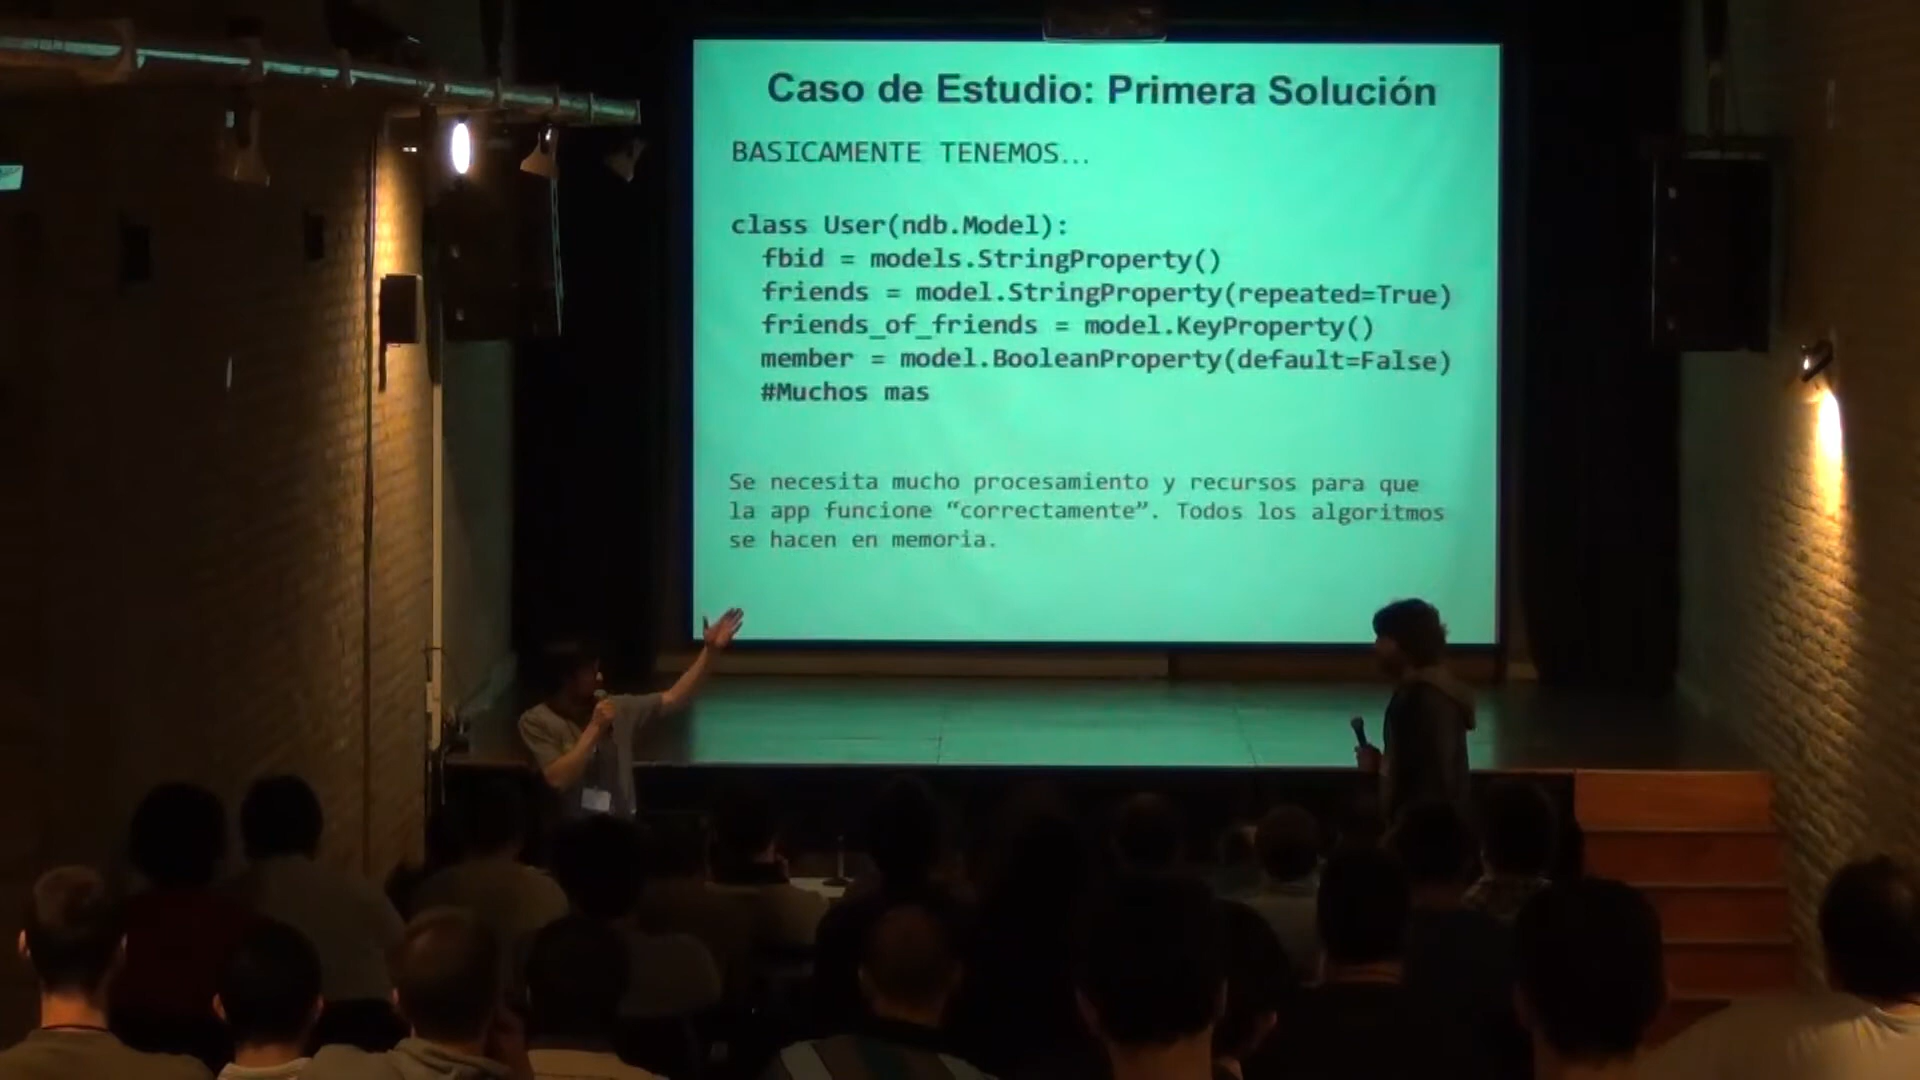 Caso de Estudio: Primera Solución
BASICAMENTE TENEMOS...
class User(ndb.Model):
fbid = models.StringProperty()
friends = model.StringProperty(repeated=True)
friends_of_friends = model.KeyProperty()
member = model.BooleanProperty(default=False)
#Muchos mas
Se necesita mucho procesamiento y recursos para que
la app funcione “correctamente”. Todos los algoritmos
se hacen en memoria.